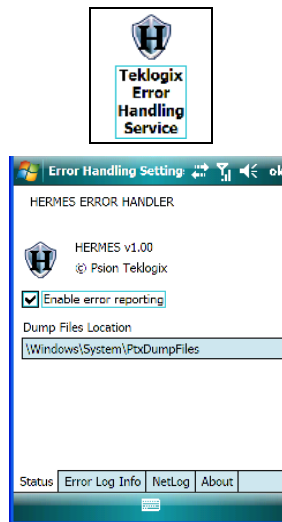 H
Teklogix
Error
Handling
Service
Error Handling Setting: ok
HERMES ERROR HANDLER
H
HERMES v1.00
© Psion Teklogix
Enable error reporting
Dump Files Location
\Windows\System\PtxDumpFiles
Status Error Log Info NetLog About